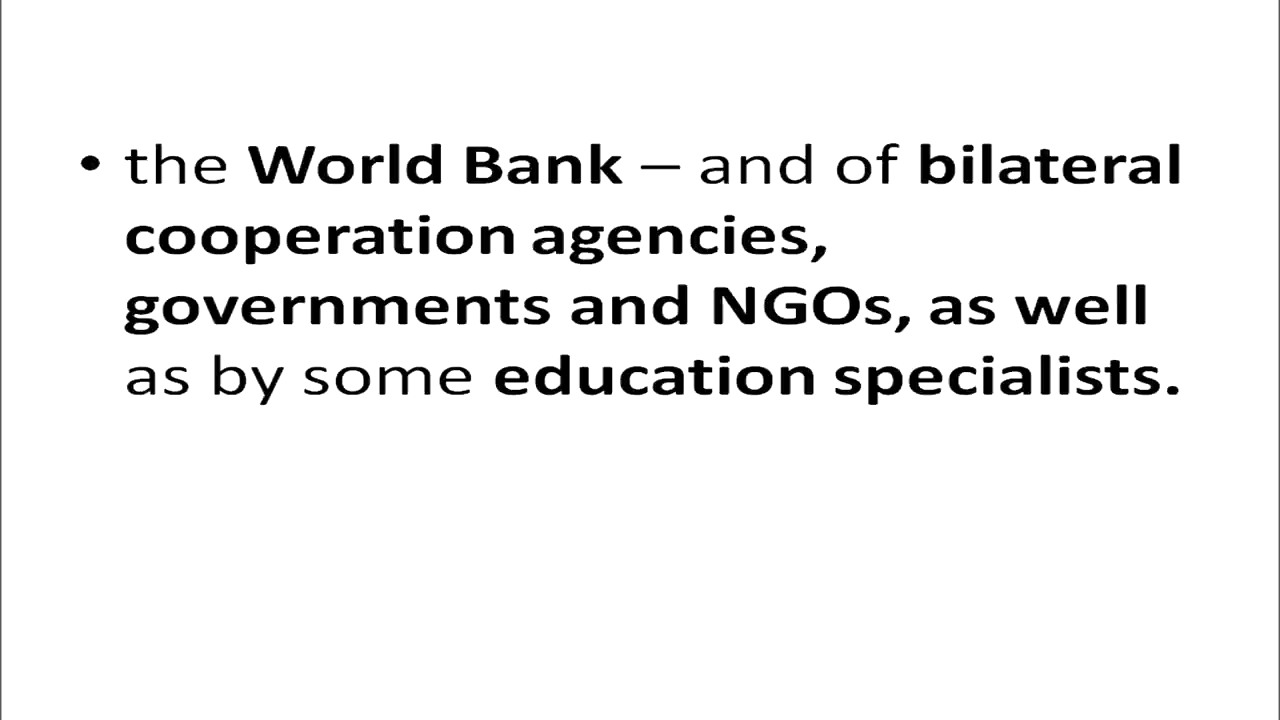 • the World Bank – and of bilateral
cooperation agencies,
governments and NGOs, as well
as by some education specialists.